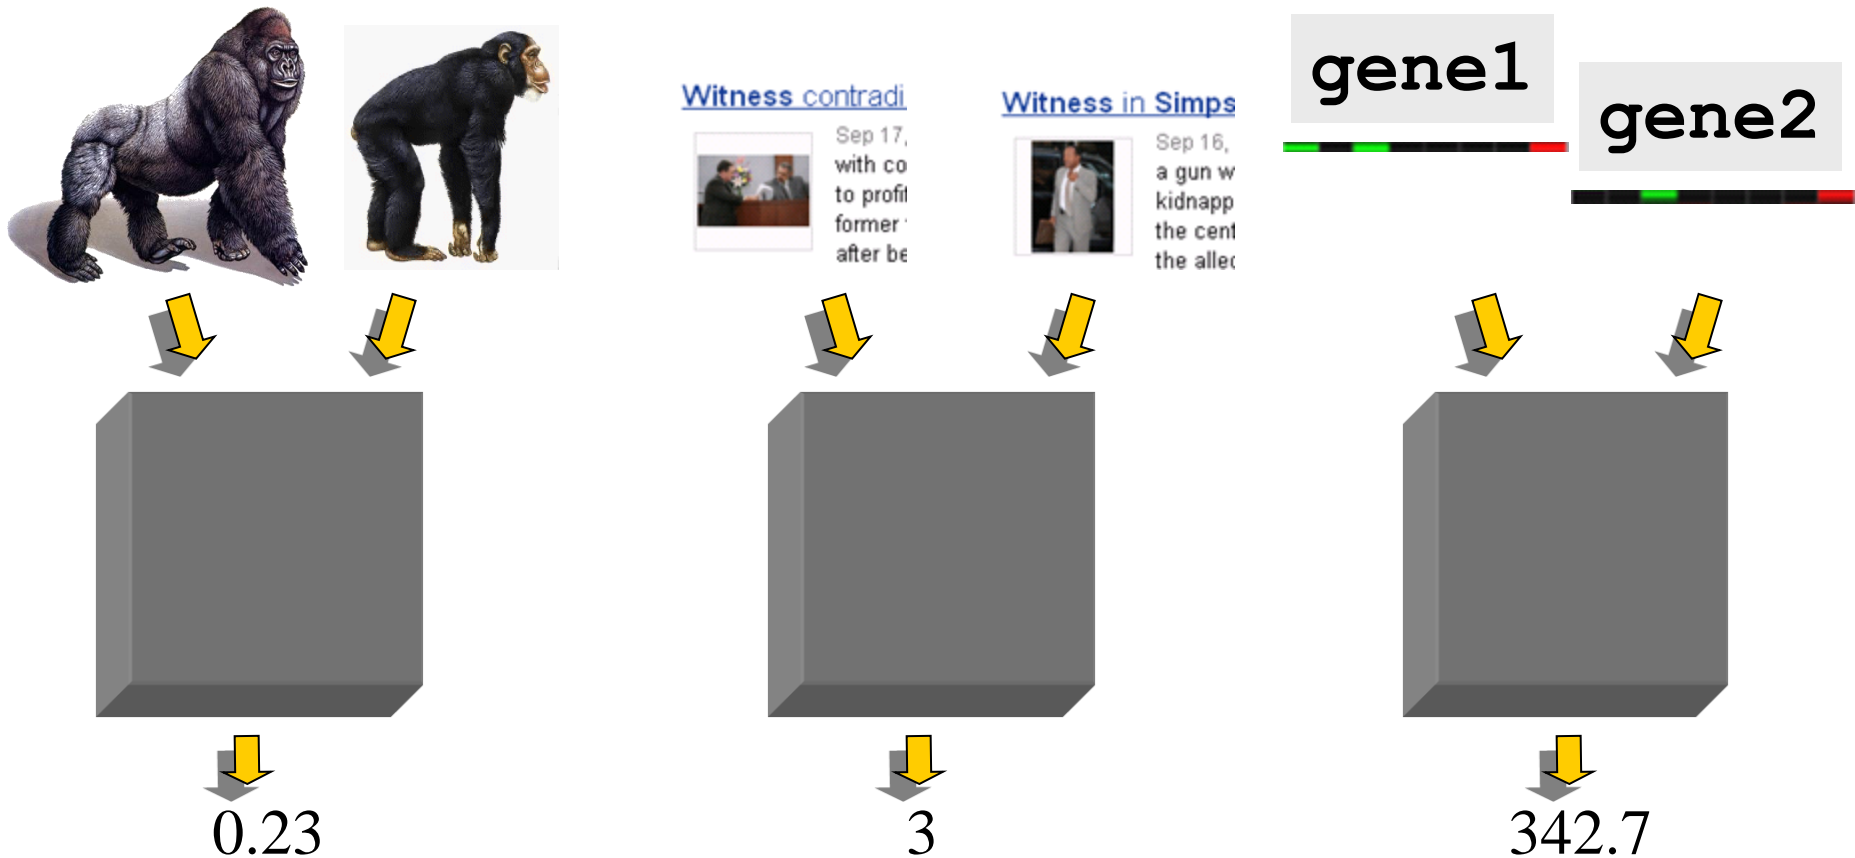 Witness contradi
Sep 17,
with co
to profi
former
after be
Witness in Simps
Sep 16,
a gun w
kidnapp
the cent
the alleg
gene1
gene2
0.23
3
342.7